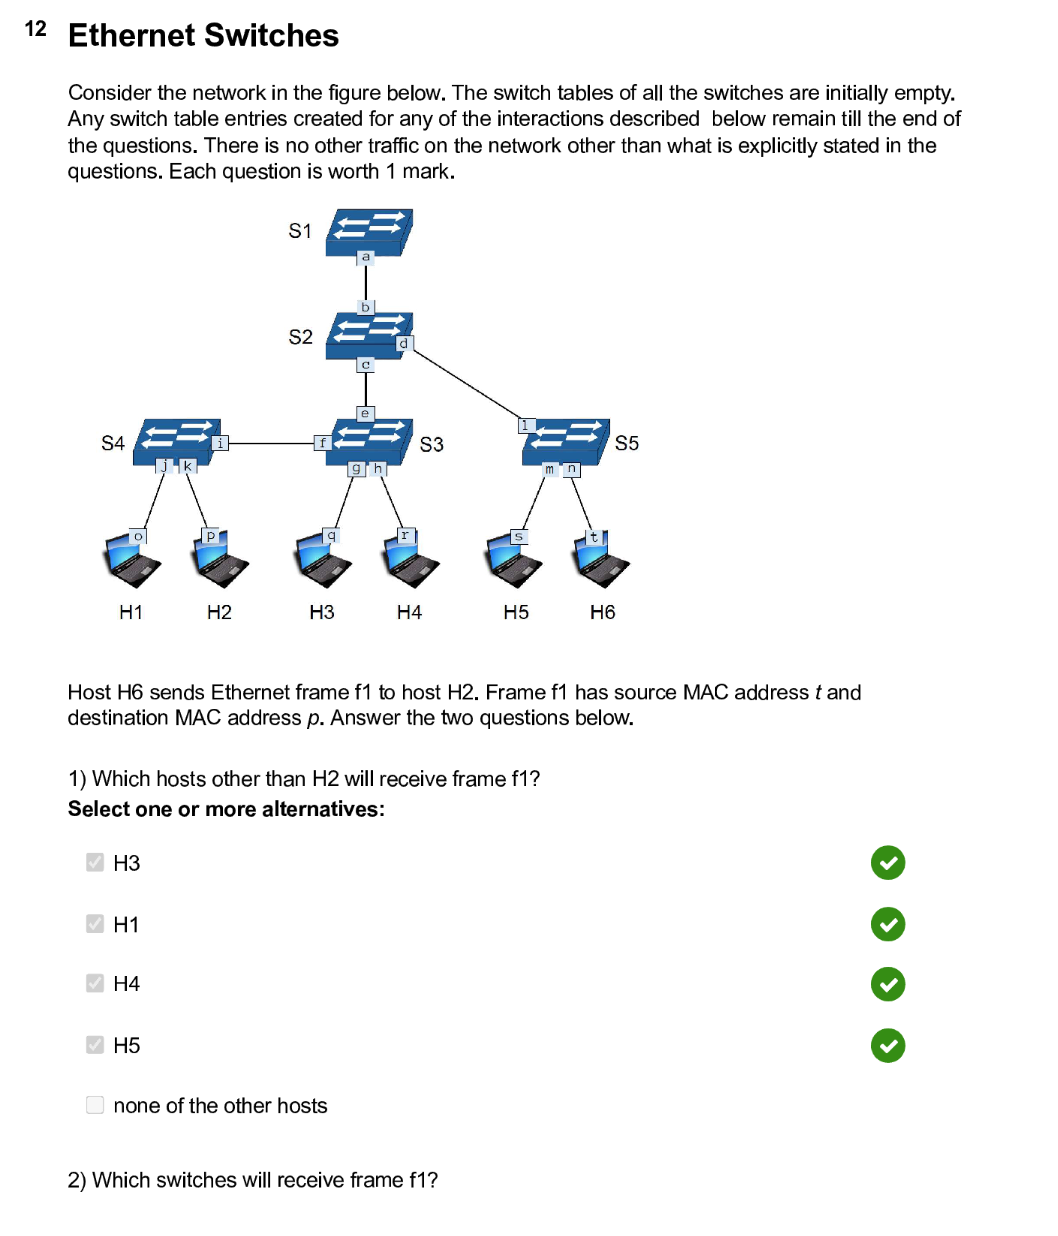 12 Ethernet Switches
Consider the network in the figure below. The switch tables of all the switches are initially empty.
Any switch table entries created for any of the interactions described below remain till the end of
the questions. There is no other traffic on the network other than what is explicitly stated in the
questions. Each question is worth 1 mark.
S1
a
b
S2
d
c
e
l
S4
i
f
S3
S5
j k
g h
m n
o
p
q
r
s
t
H1 H2 H3 H4 H5 H6
Host H6 sends Ethernet frame f1 to host H2. Frame f1 has source MAC address t and
destination MAC address p. Answer the two questions below.
1) Which hosts other than H2 will receive frame f1?
Select one or more alternatives:
H3
H1
H4
H5
none of the other hosts
2) Which switches will receive frame f1?